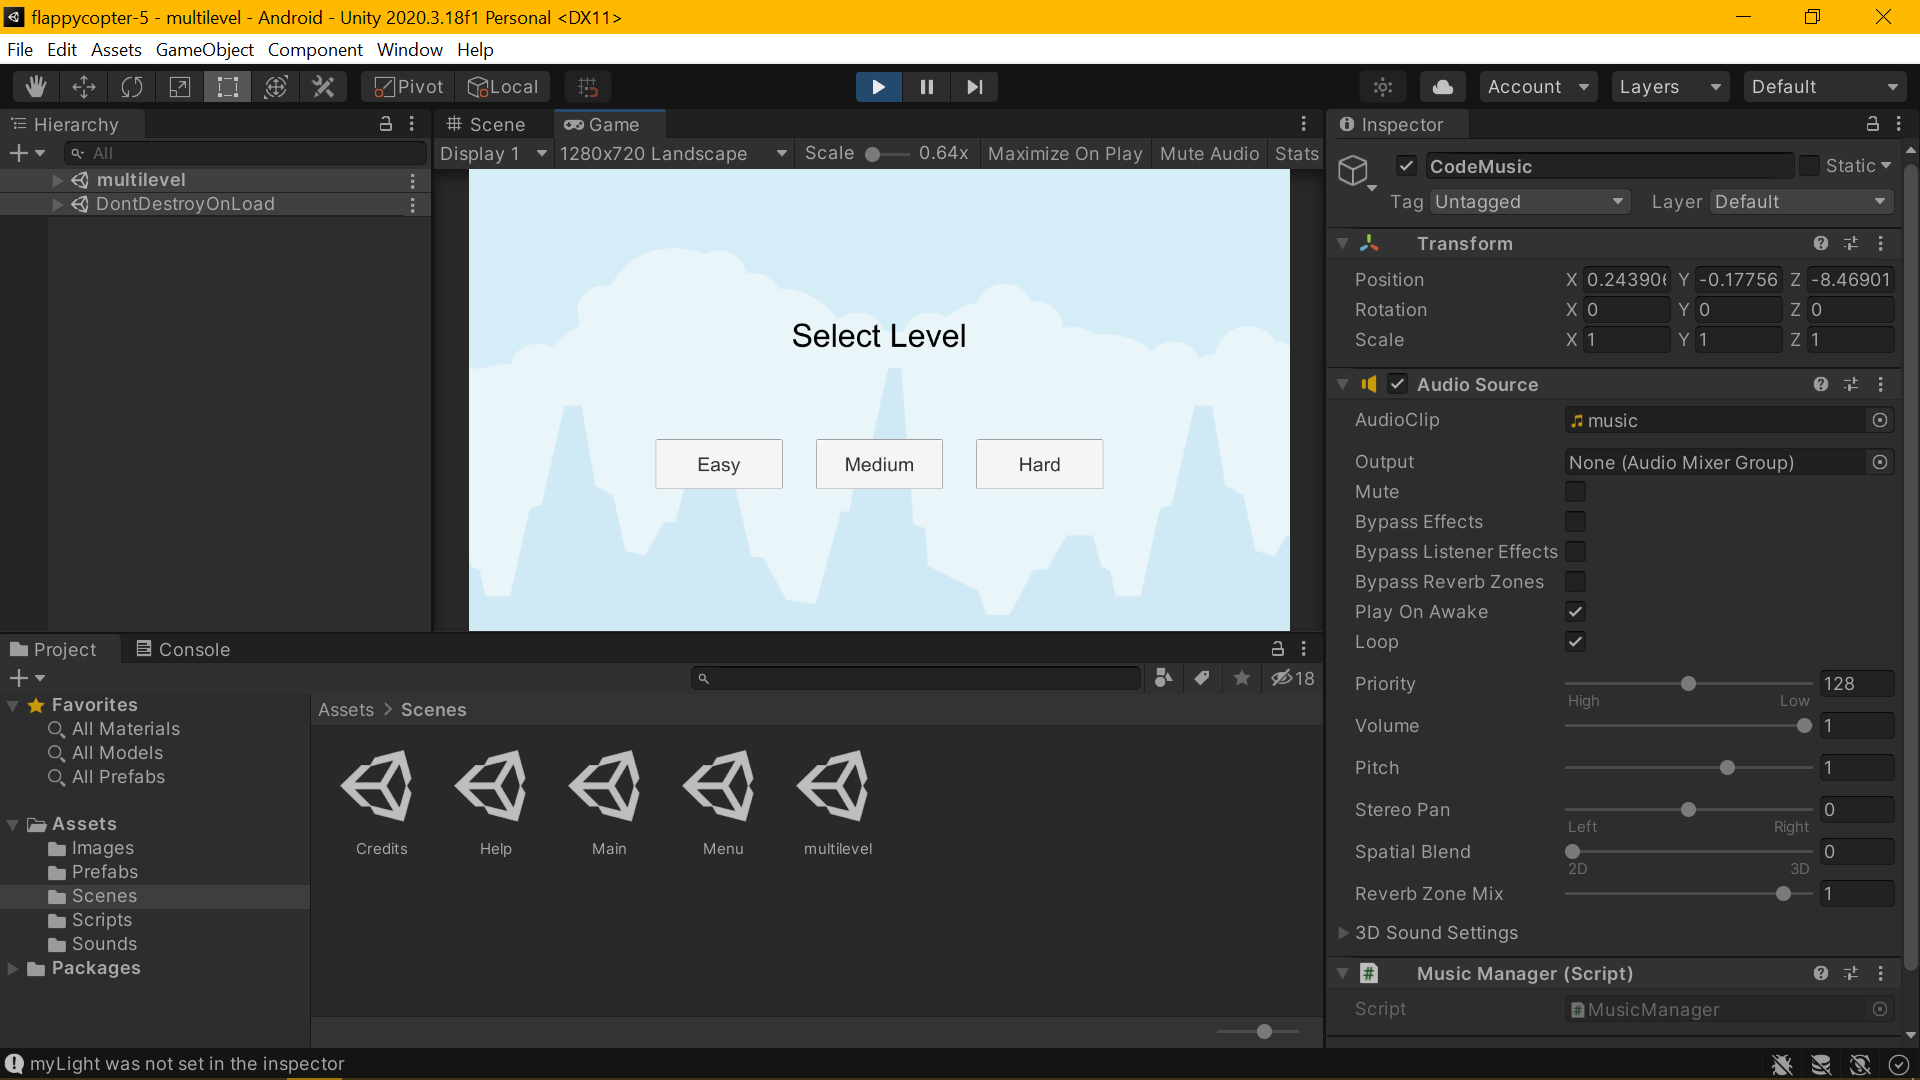 flappycopter-5 - multilevel - Android - Unity 2020.3.18f1 Personal <DX11>
File Edit Assets GameObject Component Window Help
Pivot Local Account Layers Default
Hierarchy
All
multilevel
DontDestroyOnLoad
Scene Game
Display 1 1280x720 Landscape Scale 0.64x Maximize On Play Mute Audio Stats
Select Level
Easy Medium Hard
Inspector
CodeMusic Static
Tag Untagged Layer Default
Transform
Position X 0.243906 Y -0.17756 Z -8.46901
Rotation X 0 Y 0 Z 0
Scale X 1 Y 1 Z 1
Audio Source
AudioClip music
Output None (Audio Mixer Group)
Mute
Bypass Effects
Bypass Listener Effects
Bypass Reverb Zones
Play On Awake
Loop
Priority 128
High Low
Volume 1
Pitch 1
Stereo Pan 0
Left Right
Spatial Blend 0
2D 3D
Reverb Zone Mix 1
3D Sound Settings
Music Manager (Script)
Script MusicManager
Project Console
18
Favorites
All Materials
All Models
All Prefabs
Assets
Images
Prefabs
Scenes
Scripts
Sounds
Packages
Assets > Scenes
Credits Help Main Menu multilevel
myLight was not set in the inspector